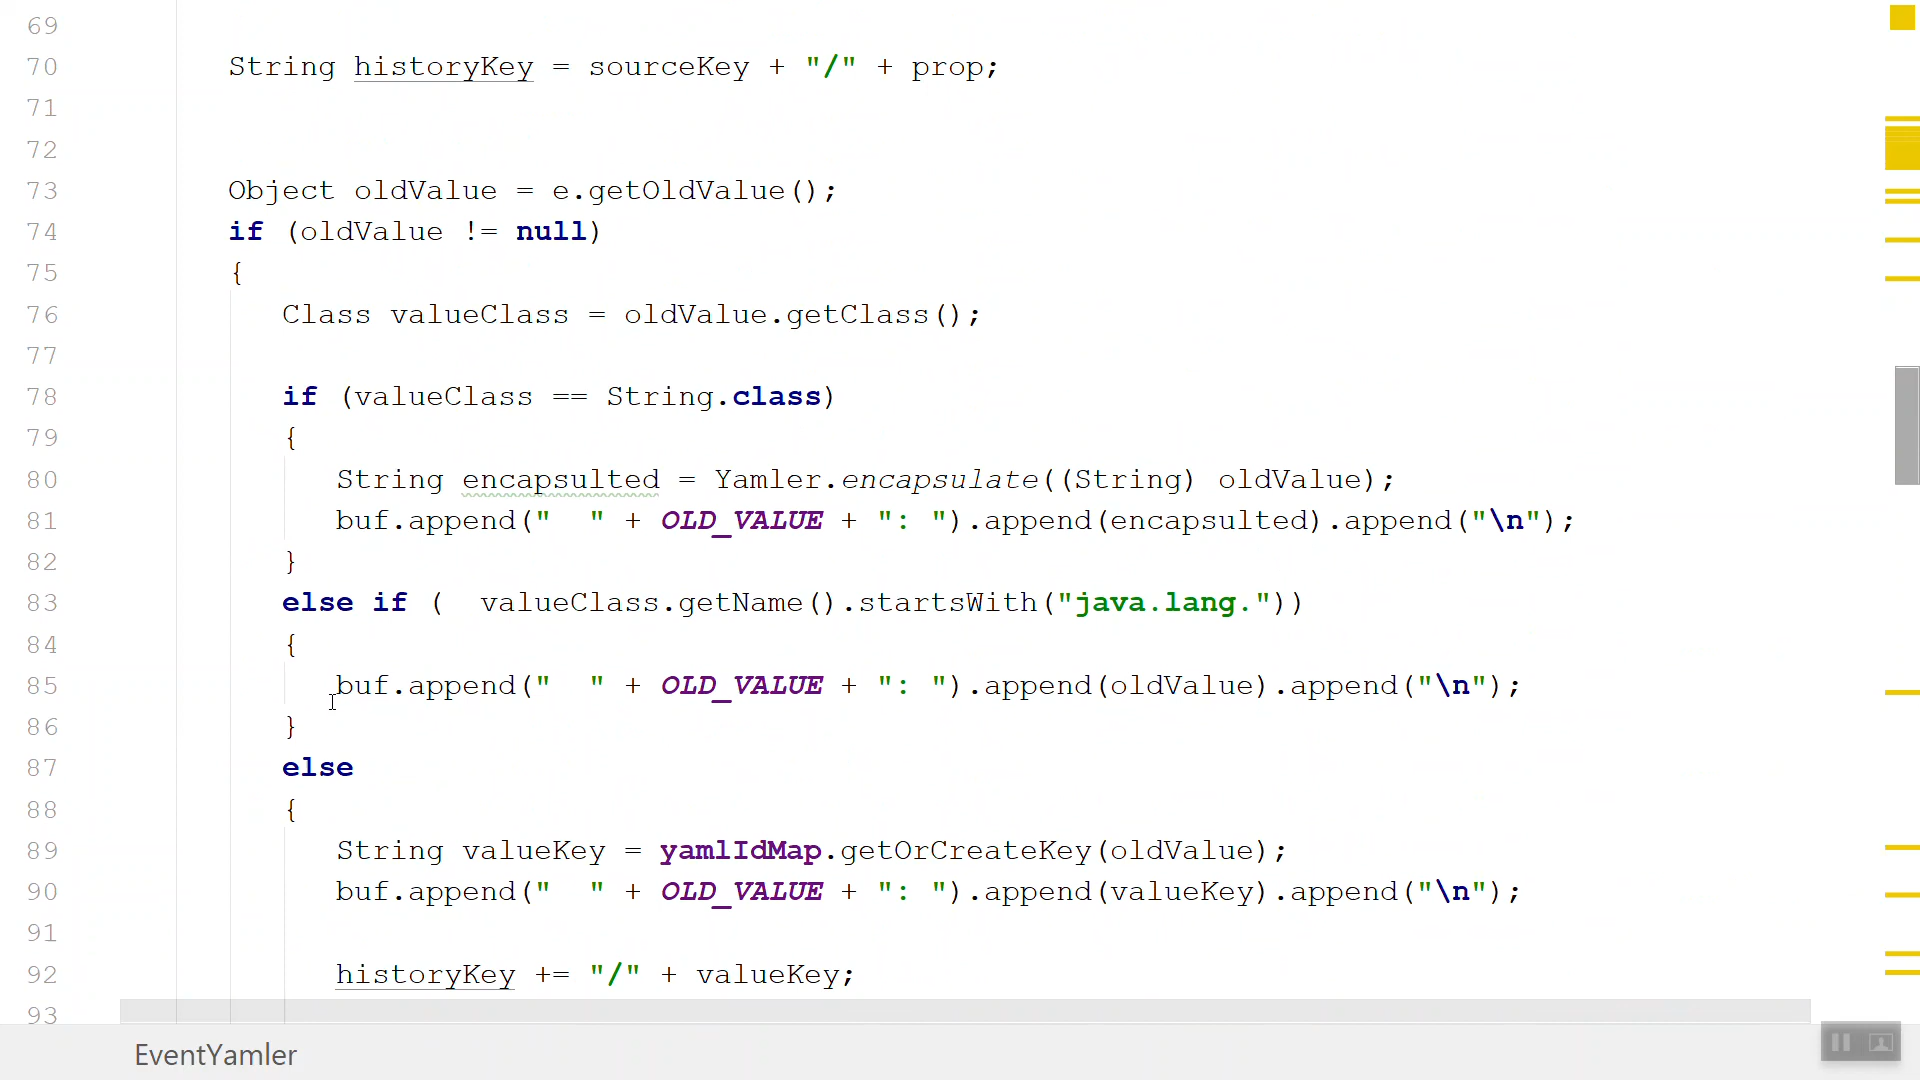 69
70 String historyKey = sourceKey + "/" + prop;
71
72
73 Object oldValue = e.getOldValue();
74 if (oldValue != null)
75 {
76 Class valueClass = oldValue.getClass();
77
78 if (valueClass == String.class)
79 {
80 String encapsulted = Yamler.encapsulate((String) oldValue);
81 buf.append("  " + OLD_VALUE + ": ").append(encapsulted).append("\n");
82 }
83 else if (  valueClass.getName().startsWith("java.lang."))
84 {
85 buf.append("  " + OLD_VALUE + ": ").append(oldValue).append("\n");
86 }
87 else
88 {
89 String valueKey = yamlIdMap.getOrCreateKey(oldValue);
90 buf.append("  " + OLD_VALUE + ": ").append(valueKey).append("\n");
91
92 historyKey += "/" + valueKey;
93
EventYamler